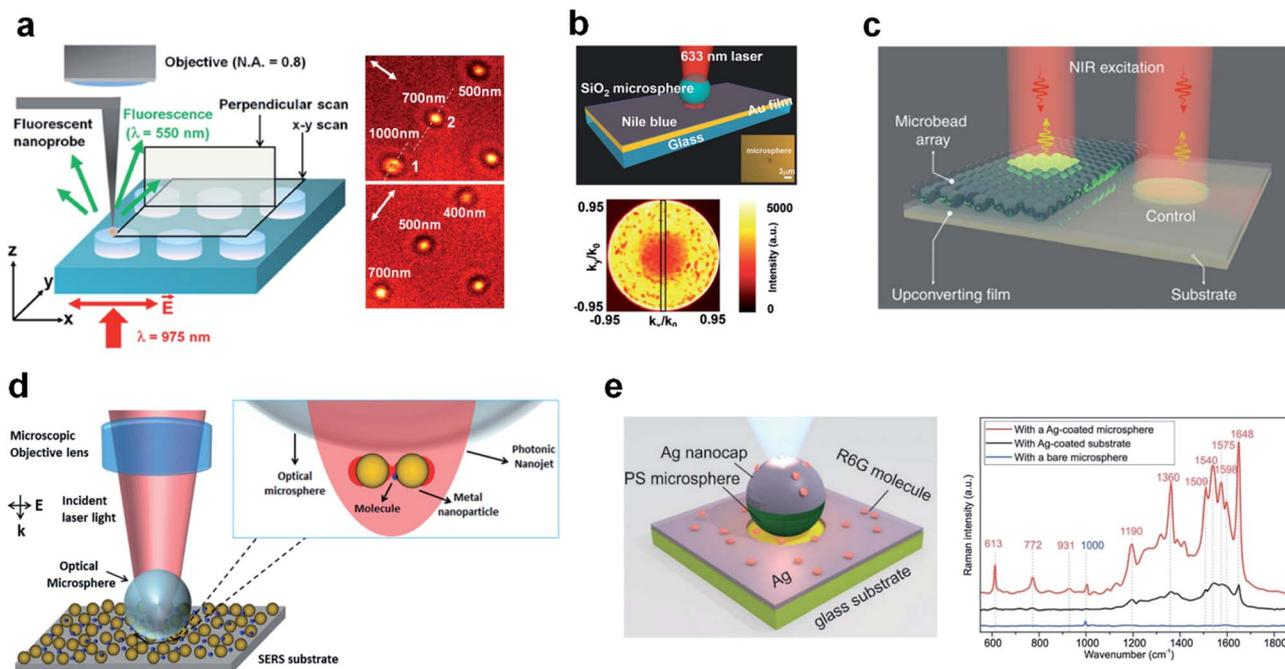 a
Objective (N.A. = 0.8)
Fluorescent
nanoprobe
Fluorescence
(λ = 550 nm)
Perpendicular scan
x-y scan
z
y
x
E
λ = 975 nm
500nm
700nm
2
1000nm
1
400nm
500nm
700nm
b
633 nm laser
SiO2 microsphere
Au film
Nile blue
Glass
microsphere
3μm
0.95
ky/k0
-0.95
-0.95
kx/k0
0.95
5000
Intensity (a.u.)
0
c
NIR excitation
Microbead
array
Control
Upconverting film
Substrate
d
Microscopic
Objective lens
E
k
Incident
laser light
Optical
Microsphere
SERS substrate
Optical
microsphere
Molecule
Metal
nanoparticle
Photonic
Nanojet
e
Ag nanocap
PS microsphere
R6G molecule
Ag
glass substrate
With a Ag-coated microsphere
With Ag-coated substrate
With a bare microsphere
Raman intensity (a.u.)
613
772
931
1000
1190
1360
1509
1540
1575
1598
1648
600
800
1000
1200
1400
1600
1800
Wavenumber (cm-1)